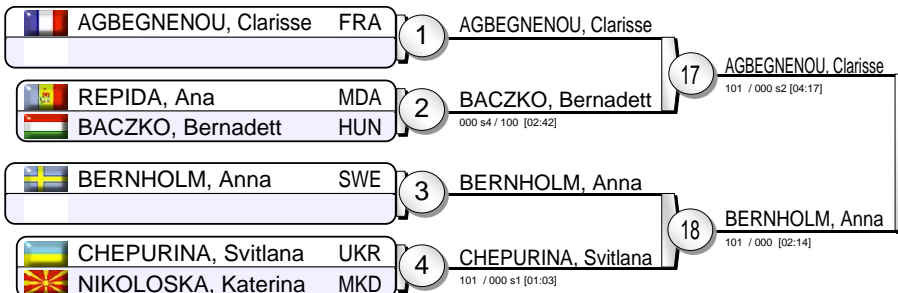 AGBEGNENOU, Clarisse FRA
1
AGBEGNENOU, Clarisse
17
AGBEGNENOU, Clarisse
101 / 000 s2 [04:17]
REPIDA, Ana MDA
BACZKO, Bernadett HUN
2
BACZKO, Bernadett
000 s4 / 100 [02:42]
BERNHOLM, Anna SWE
3
BERNHOLM, Anna
18
BERNHOLM, Anna
101 / 000 [02:14]
CHEPURINA, Svitlana UKR
NIKOLOSKA, Katerina MKD
4
CHEPURINA, Svitlana
101 / 000 s1 [01:03]